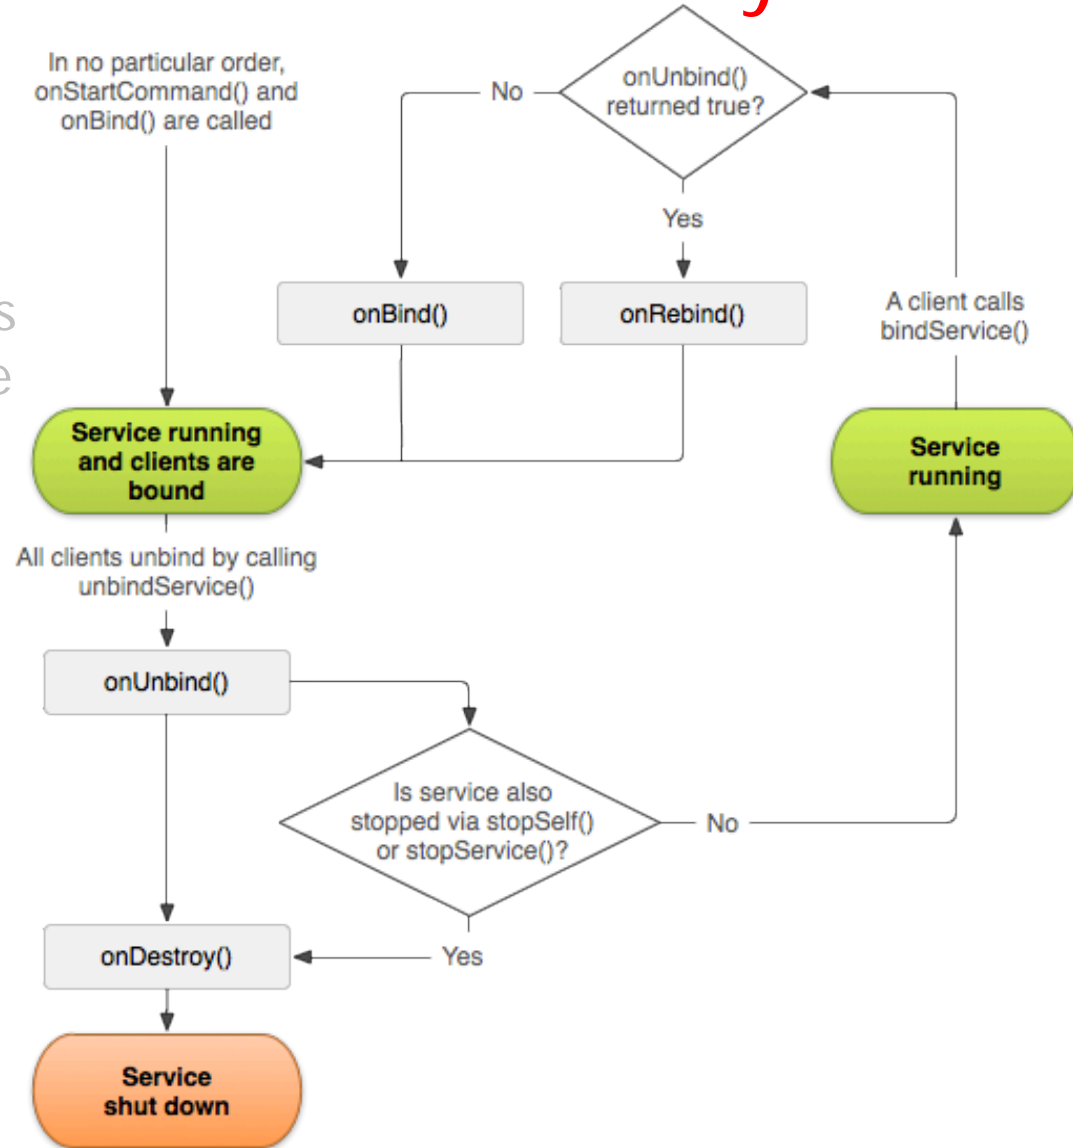 In no particular order,
onStartCommand() and
onBind() are called
onUnbind()
returned true?
No
Yes
onBind()
onRebind()
A client calls
bindService()
Service running
and clients are
bound
Service
running
All clients unbind by calling
unbindService()
onUnbind()
Is service also
stopped via stopSelf()
or stopService()?
No
Yes
onDestroy()
Service
shut down